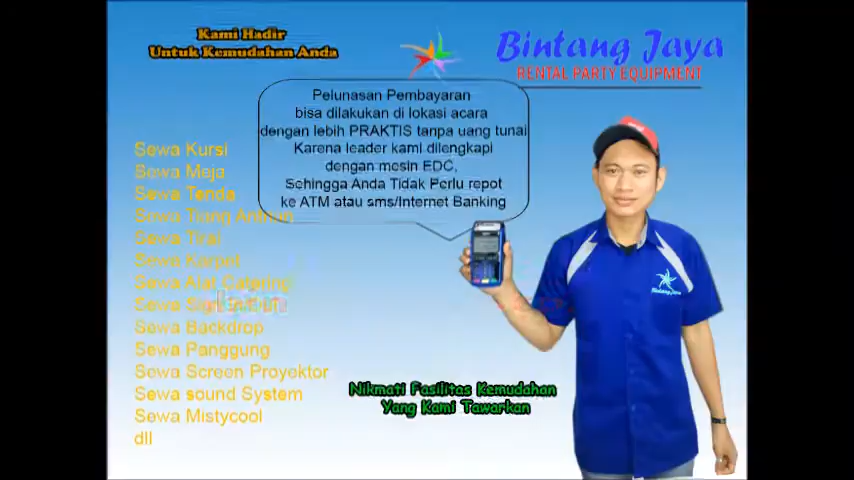 Kami Hadir
Untuk Kemudahan Anda
Bintang Jaya
RENTAL PARTY EQUIPMENT
Pelunasan Pembayaran
bisa dilakukan di lokasi acara
dengan lebih PRAKTIS tanpa uang tunai
Karena leader kami dilengkapi
dengan mesin EDC,
Sehingga Anda Tidak Perlu repot
ke ATM atau sms/Internet Banking
Sewa Kursi
Sewa Meja
Sewa Tenda
Sewa Tiang Antrian
Sewa Tirai
Sewa Karpet
Sewa Alat Catering
Sewa
Sewa Backdrop
Sewa Panggung
Sewa Screen Proyektor
Sewa sound System
Sewa Mistycool
dll
Nikmati Fasilitas Kemudahan
Yang Kami Tawarkan
Bintang Jaya